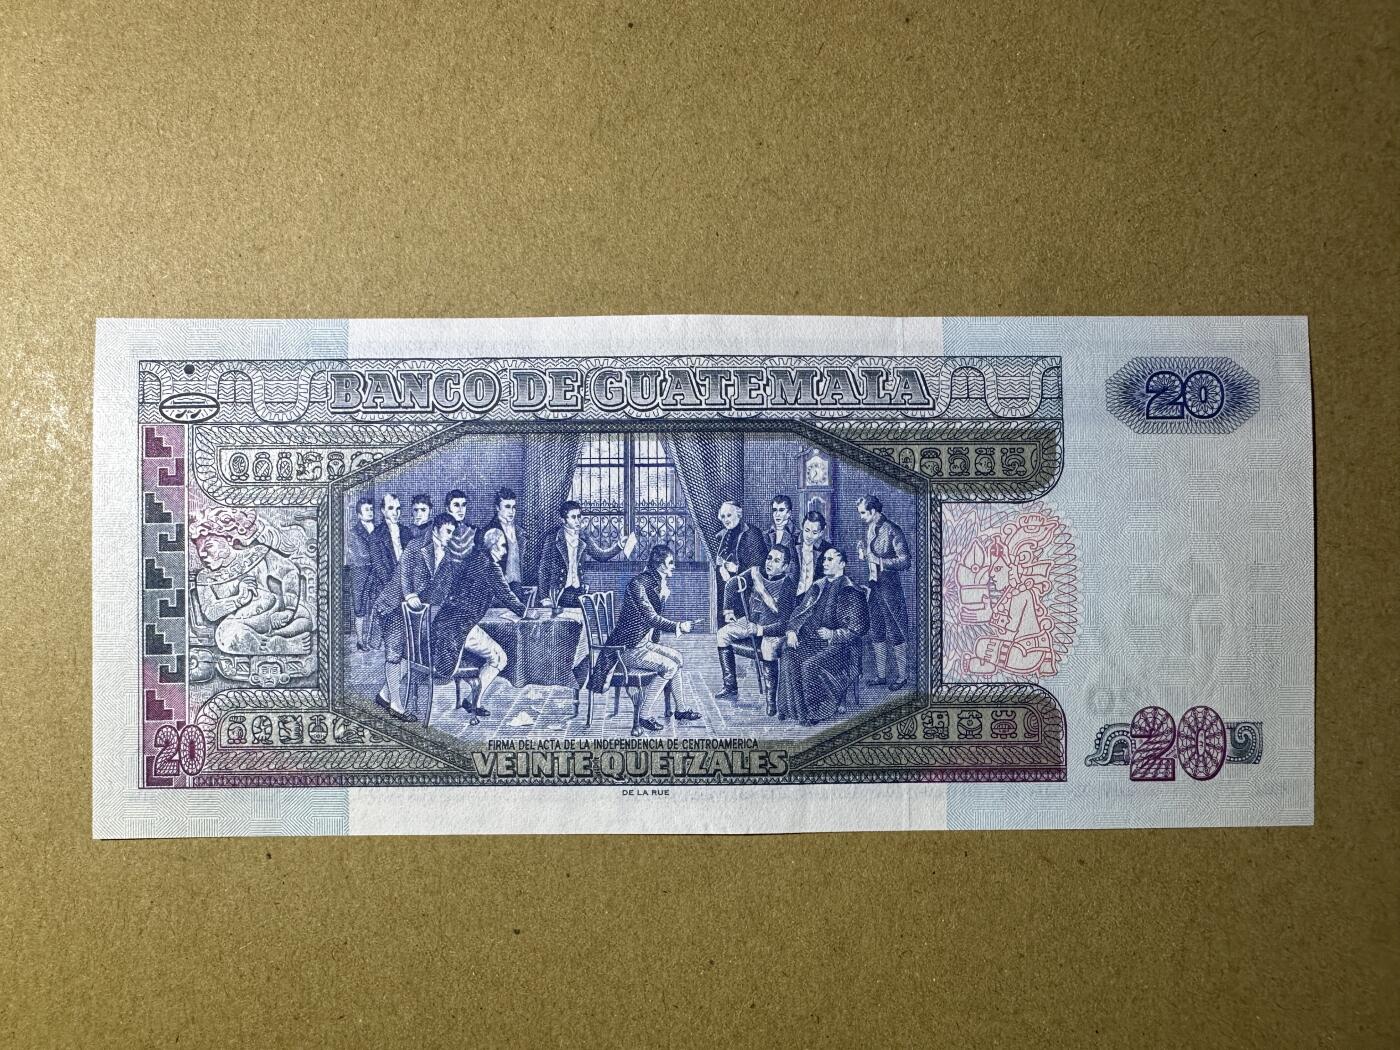 BANCO DE GUATEMALA
20
FIRMA DEL ACTA DE LA INDEPENDENCIA DE CENTROAMERICA
20
VEINTE QUETZALES
20
DE LA RUE